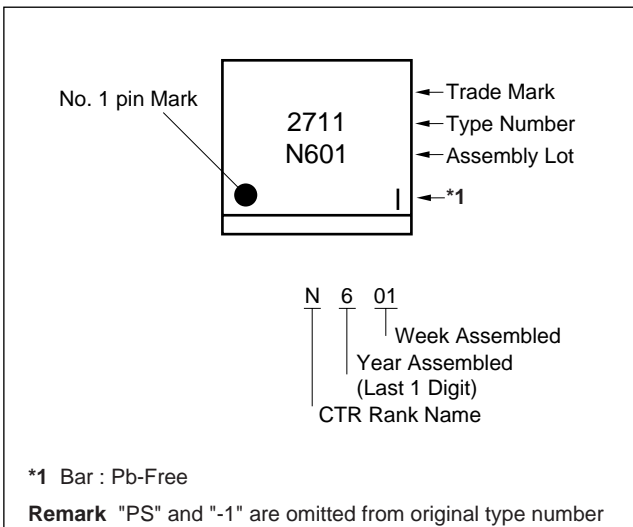 No. 1 pin Mark
2711
N601
Trade Mark
Type Number
Assembly Lot
*1
N 6 01
Week Assembled
Year Assembled
(Last 1 Digit)
CTR Rank Name
*1 Bar : Pb-Free
Remark "PS" and "-1" are omitted from original type number